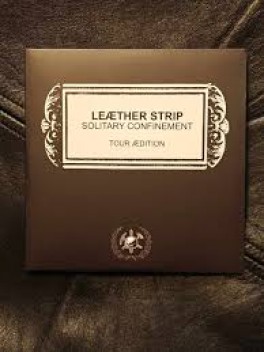 LEÆTHER STRIP
SOLITARY CONFINEMENT
TOUR ÆDITION